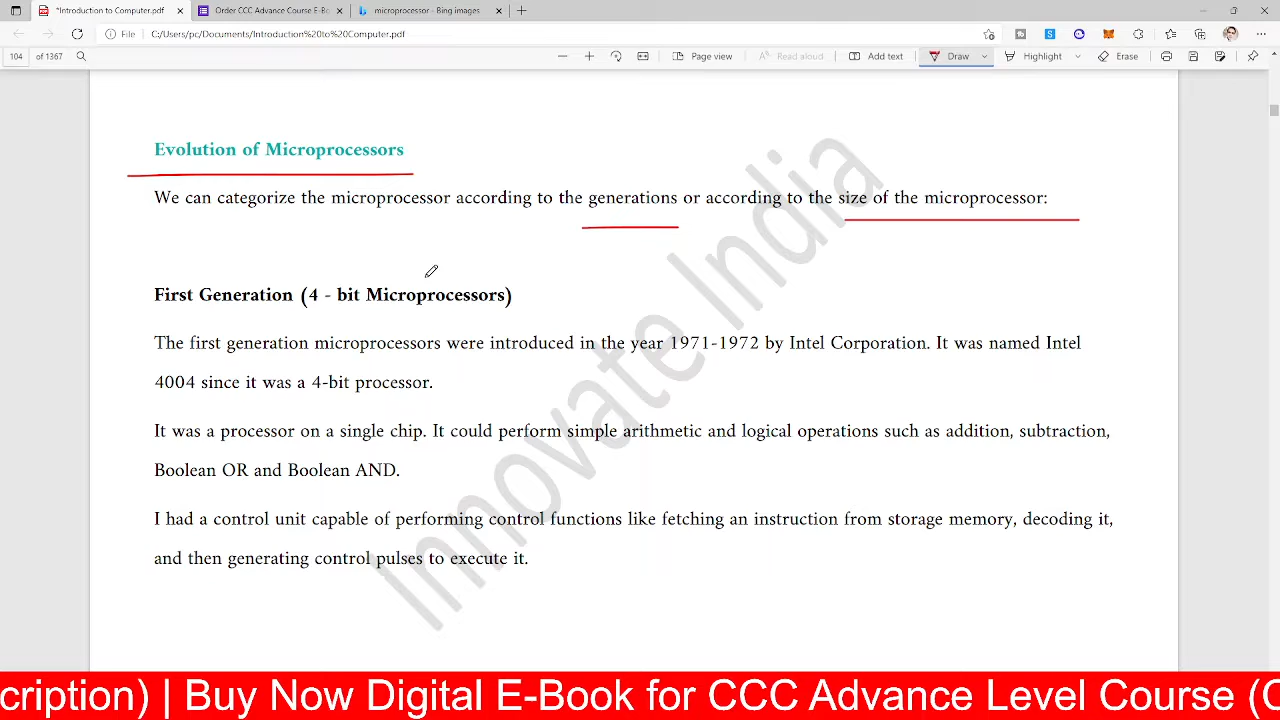 *Introduction to Computer.pdf
Order CCC Advance Course E-Bo
microprocessor - Bing images
File
C:/Users/pc/Documents/Introduction%20to%20Computer.pdf
104 of 1367
Page view
Read aloud
Add text
Draw
Highlight
Erase
Evolution of Microprocessors
We can categorize the microprocessor according to the generations or according to the size of the microprocessor:
First Generation (4 - bit Microprocessors)
The first generation microprocessors were introduced in the year 1971-1972 by Intel Corporation. It was named Intel
4004 since it was a 4-bit processor.
It was a processor on a single chip. It could perform simple arithmetic and logical operations such as addition, subtraction,
Boolean OR and Boolean AND.
I had a control unit capable of performing control functions like fetching an instruction from storage memory, decoding it,
and then generating control pulses to execute it.
Innovate India
cription) | Buy Now Digital E-Book for CCC Advance Level Course (C